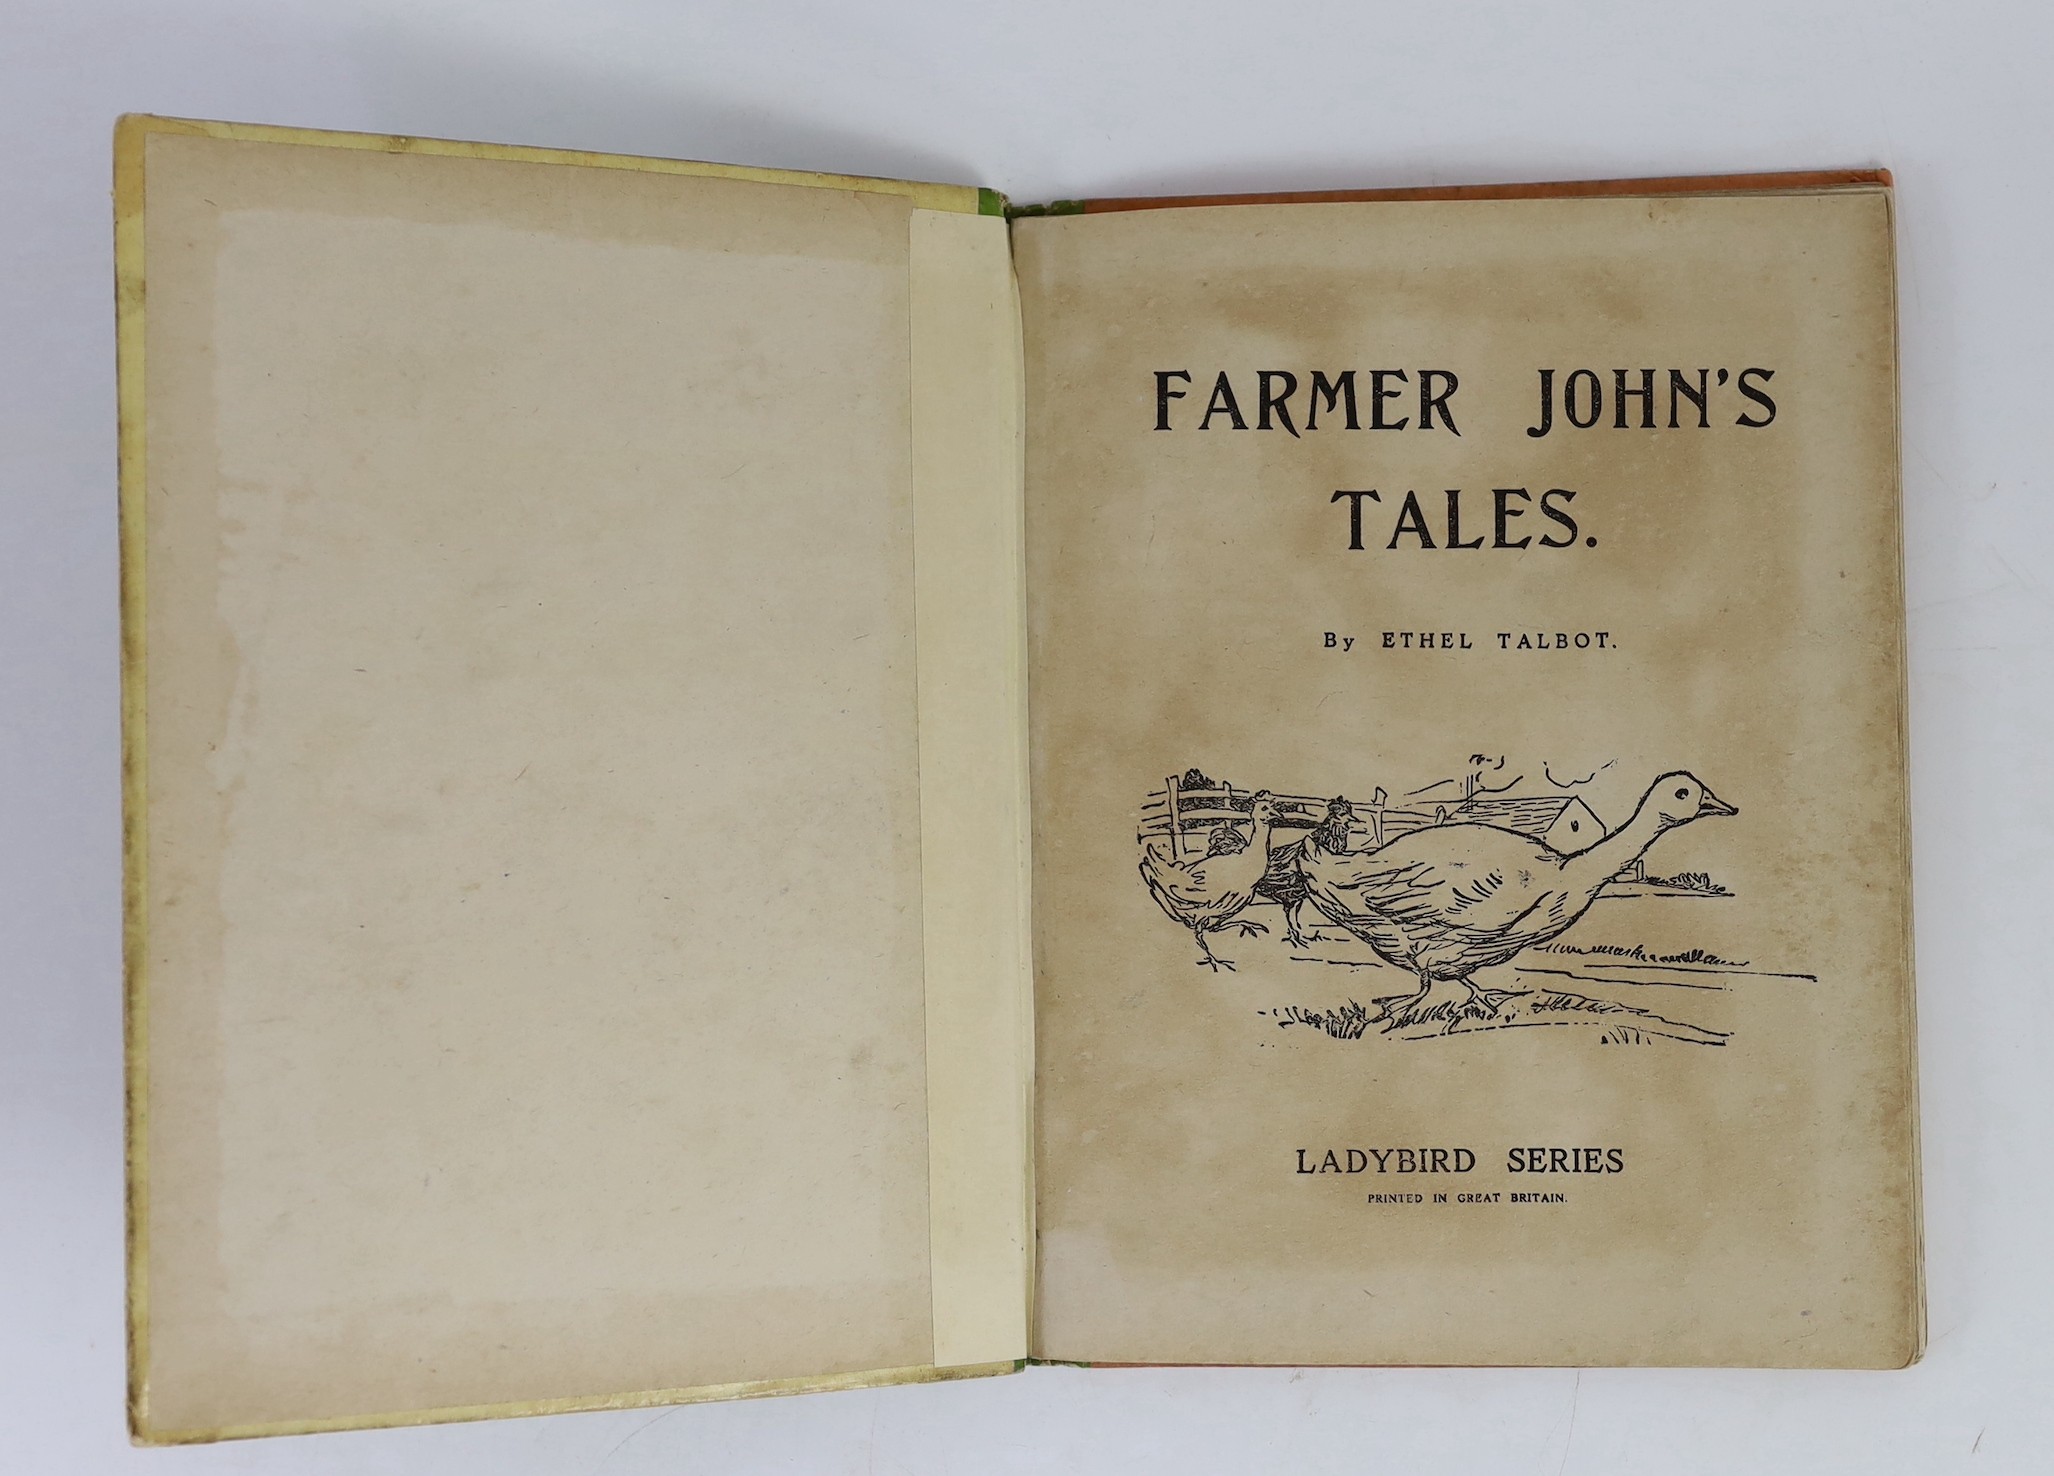 FARMER JOHN'S
TALES.
By ETHEL TALBOT.
LADYBIRD SERIES
PRINTED IN GREAT BRITAIN.